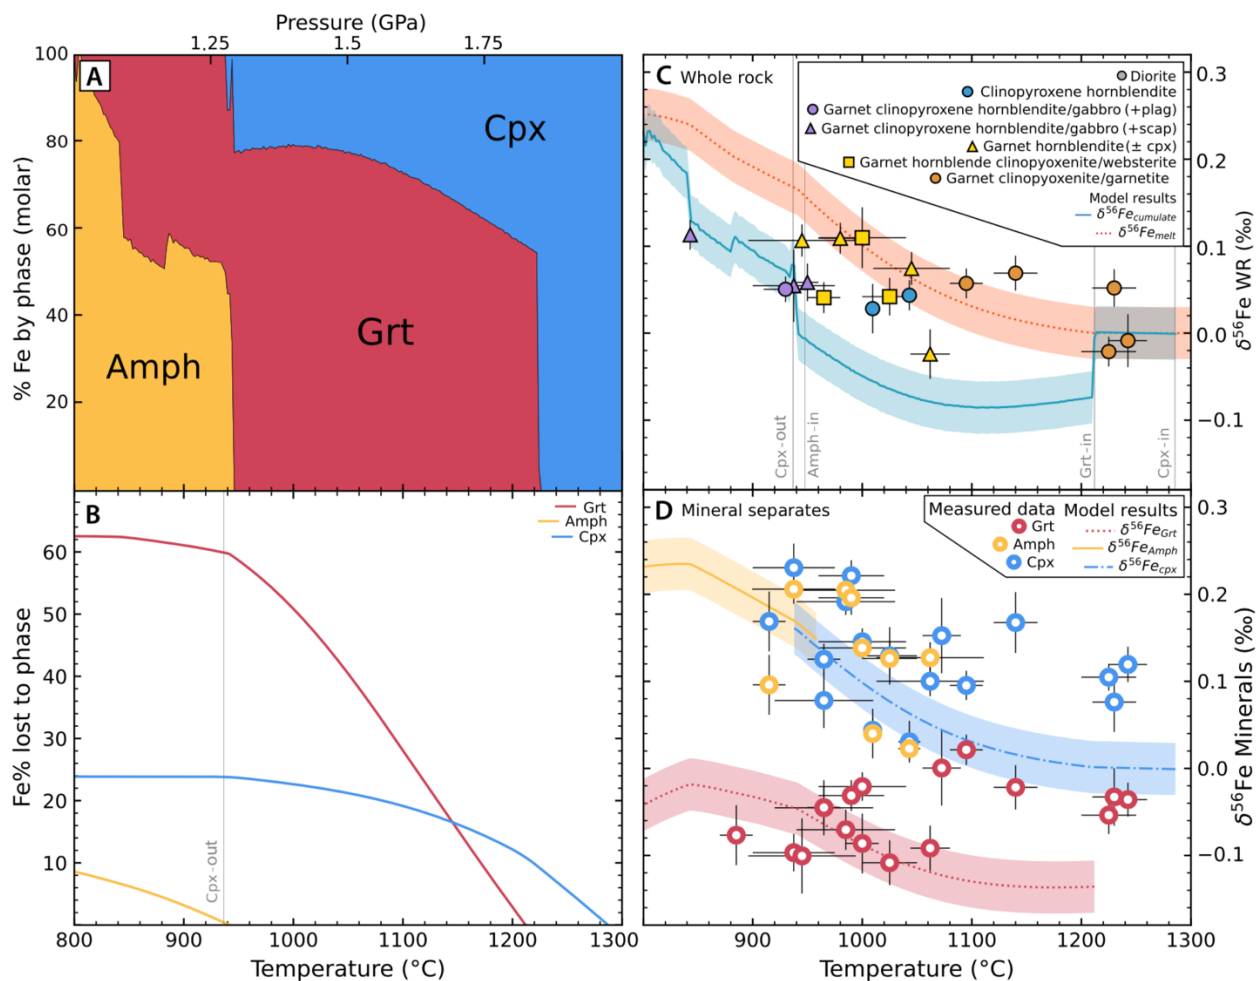 Pressure (GPa)
1.25 1.5 1.75
A
% Fe by phase (molar)
100
80
60
40
20
Amph
Grt
Cpx
B
Grt
Amph
Cpx
Fe% lost to phase
60
50
40
30
20
10
Cpx-out
800 900 1000 1100 1200 1300
Temperature (°C)
C Whole rock
Diorite
Clinopyroxene hornblendite
Garnet clinopyroxene hornblendite/gabbro (+plag)
Garnet clinopyroxene hornblendite/gabbro (+scap)
Garnet hornblendite(± cpx)
Garnet hornblende clinopyoxenite/websterite
Garnet clinopyoxenite/garnetite
Model results
δ⁵⁶Fecumulate
δ⁵⁶Femelt
Cpx-out
Amph-in
Grt-in
Cpx-in
0.3
0.2
0.1
0.0
−0.1
δ⁵⁶Fe WR (‰)
D Mineral separates
Measured data Model results
Grt δ⁵⁶FeGrt
Amph δ⁵⁶FeAmph
Cpx δ⁵⁶Fecpx
0.3
0.2
0.1
0.0
−0.1
δ⁵⁶Fe Minerals (‰)
900 1000 1100 1200 1300
Temperature (°C)